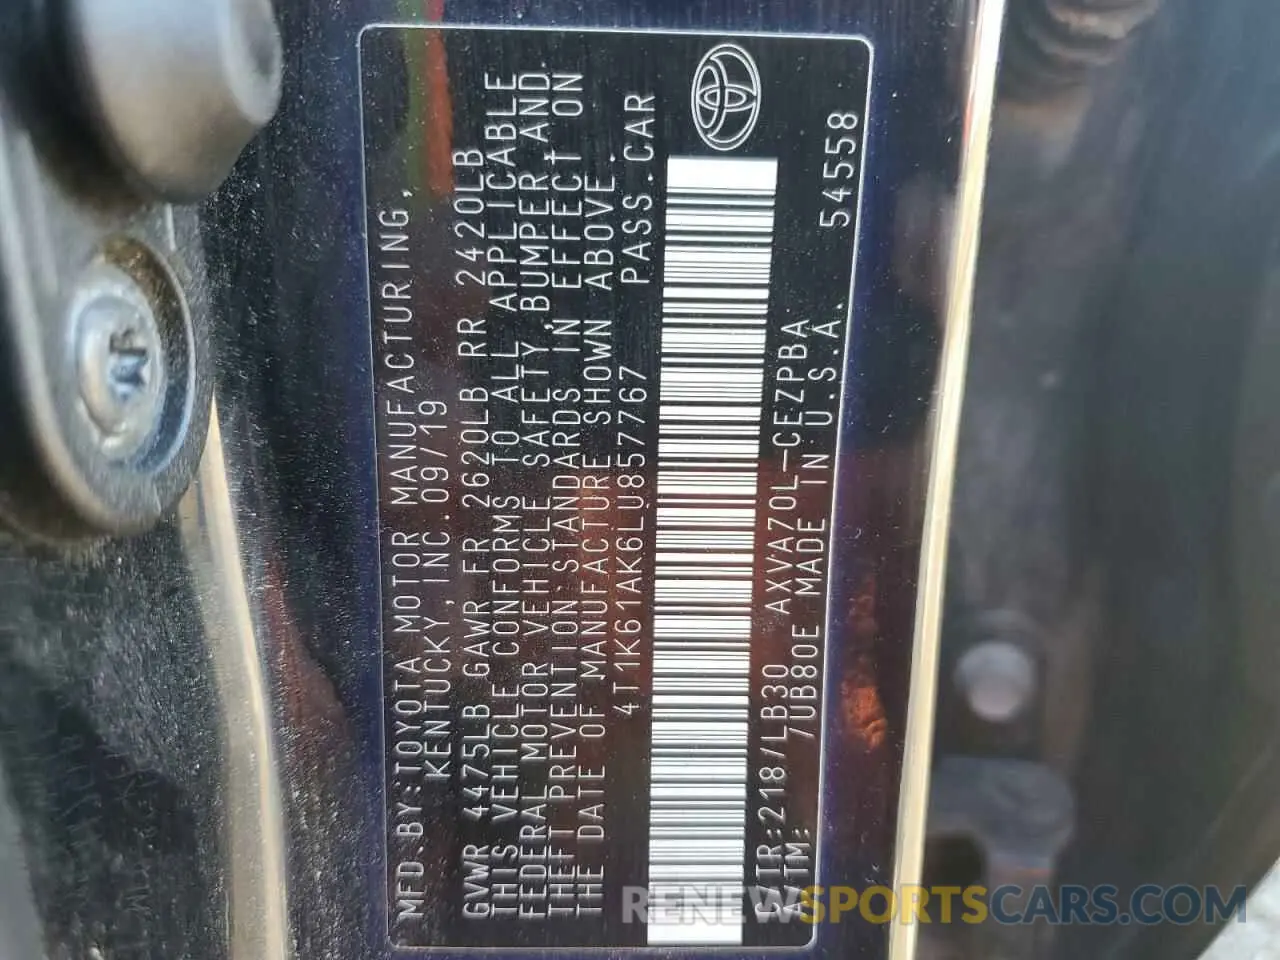 MFD.BY:TOYOTA MOTOR MANUFACTURING,
KENTUCKY, INC. 09/19
GVWR 4475LB GAWR FR 2620LB RR 2420LB
THIS VEHICLE CONFORMS TO ALL APPLICABLE
FEDERAL MOTOR VEHICLE SAFETY, BUMPER, AND
THEFT PREVENTION STANDARDS IN EFFECT ON
THE DATE OF MANUFACTURE SHOWN ABOVE.
4T1K61AK6LU857767 PASS.CAR
C/TR:218/LB30 AXVA70L-CEZPBA
A/TM: /UB80E MADE IN U.S.A. 54558
RENEWSPORTSCARS.COM